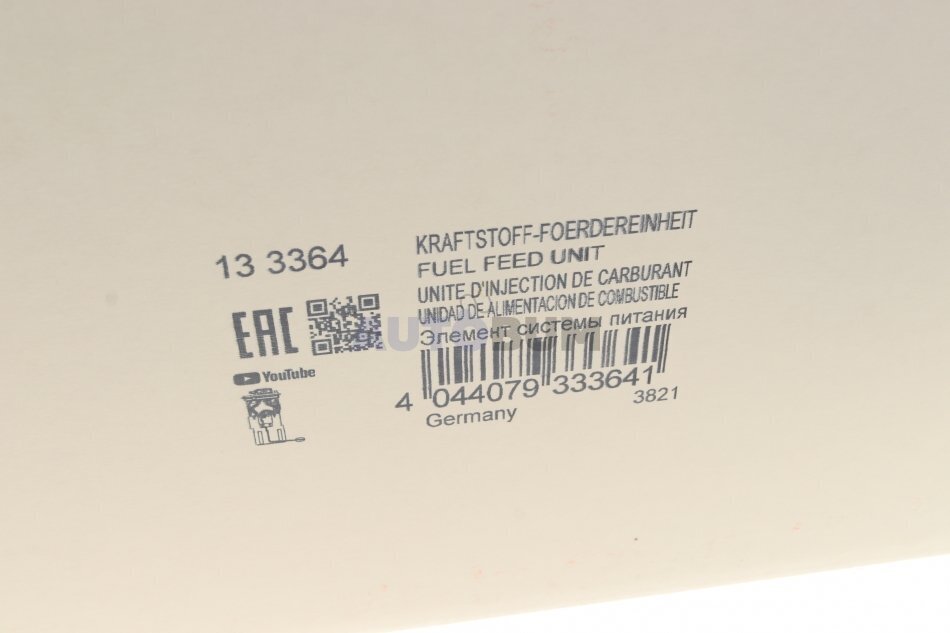 13 3364
KRAFTSTOFF-FOERDEREINHEIT
FUEL FEED UNIT
UNITE D'INJECTION DE CARBURANT
UNIDAD DE ALIMENTACION DE COMBUSTIBLE
Элемент системы питания
EAC
AUTOBUM
YouTube
4 044079 333641
Germany
3821